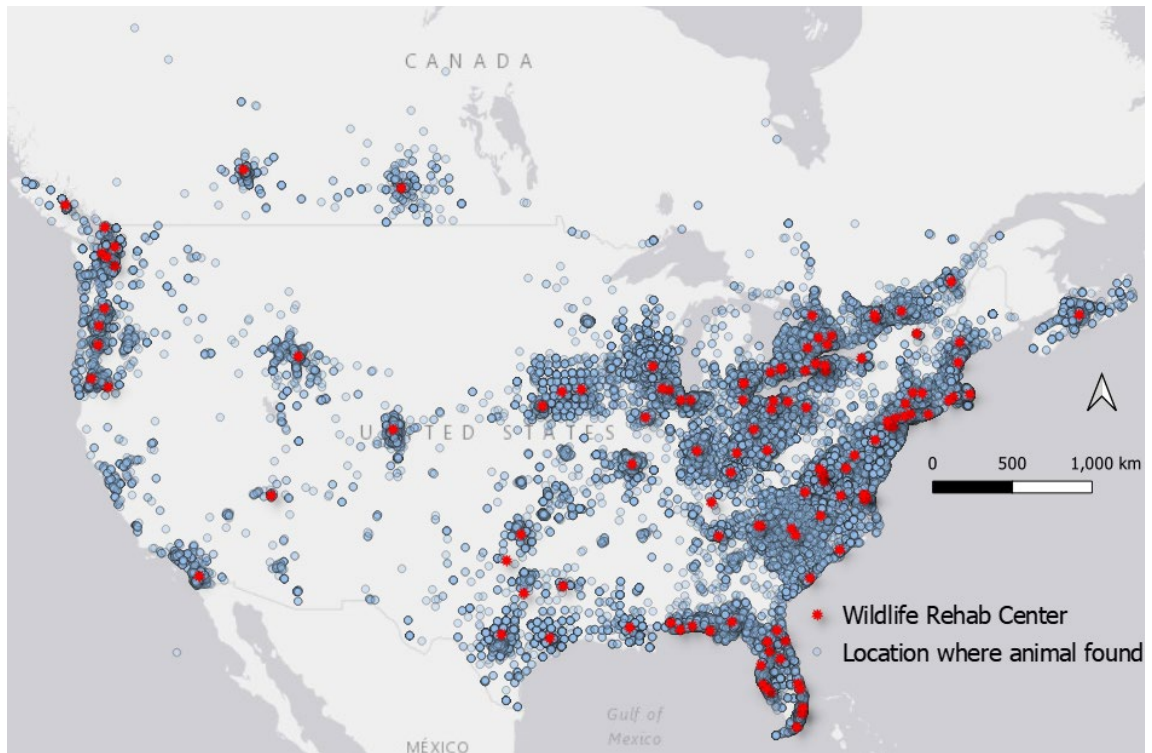 CANADA
UNITED STATES
0 500 1,000 km
Wildlife Rehab Center
Location where animal found
Gulf of
Mexico
MÉXICO